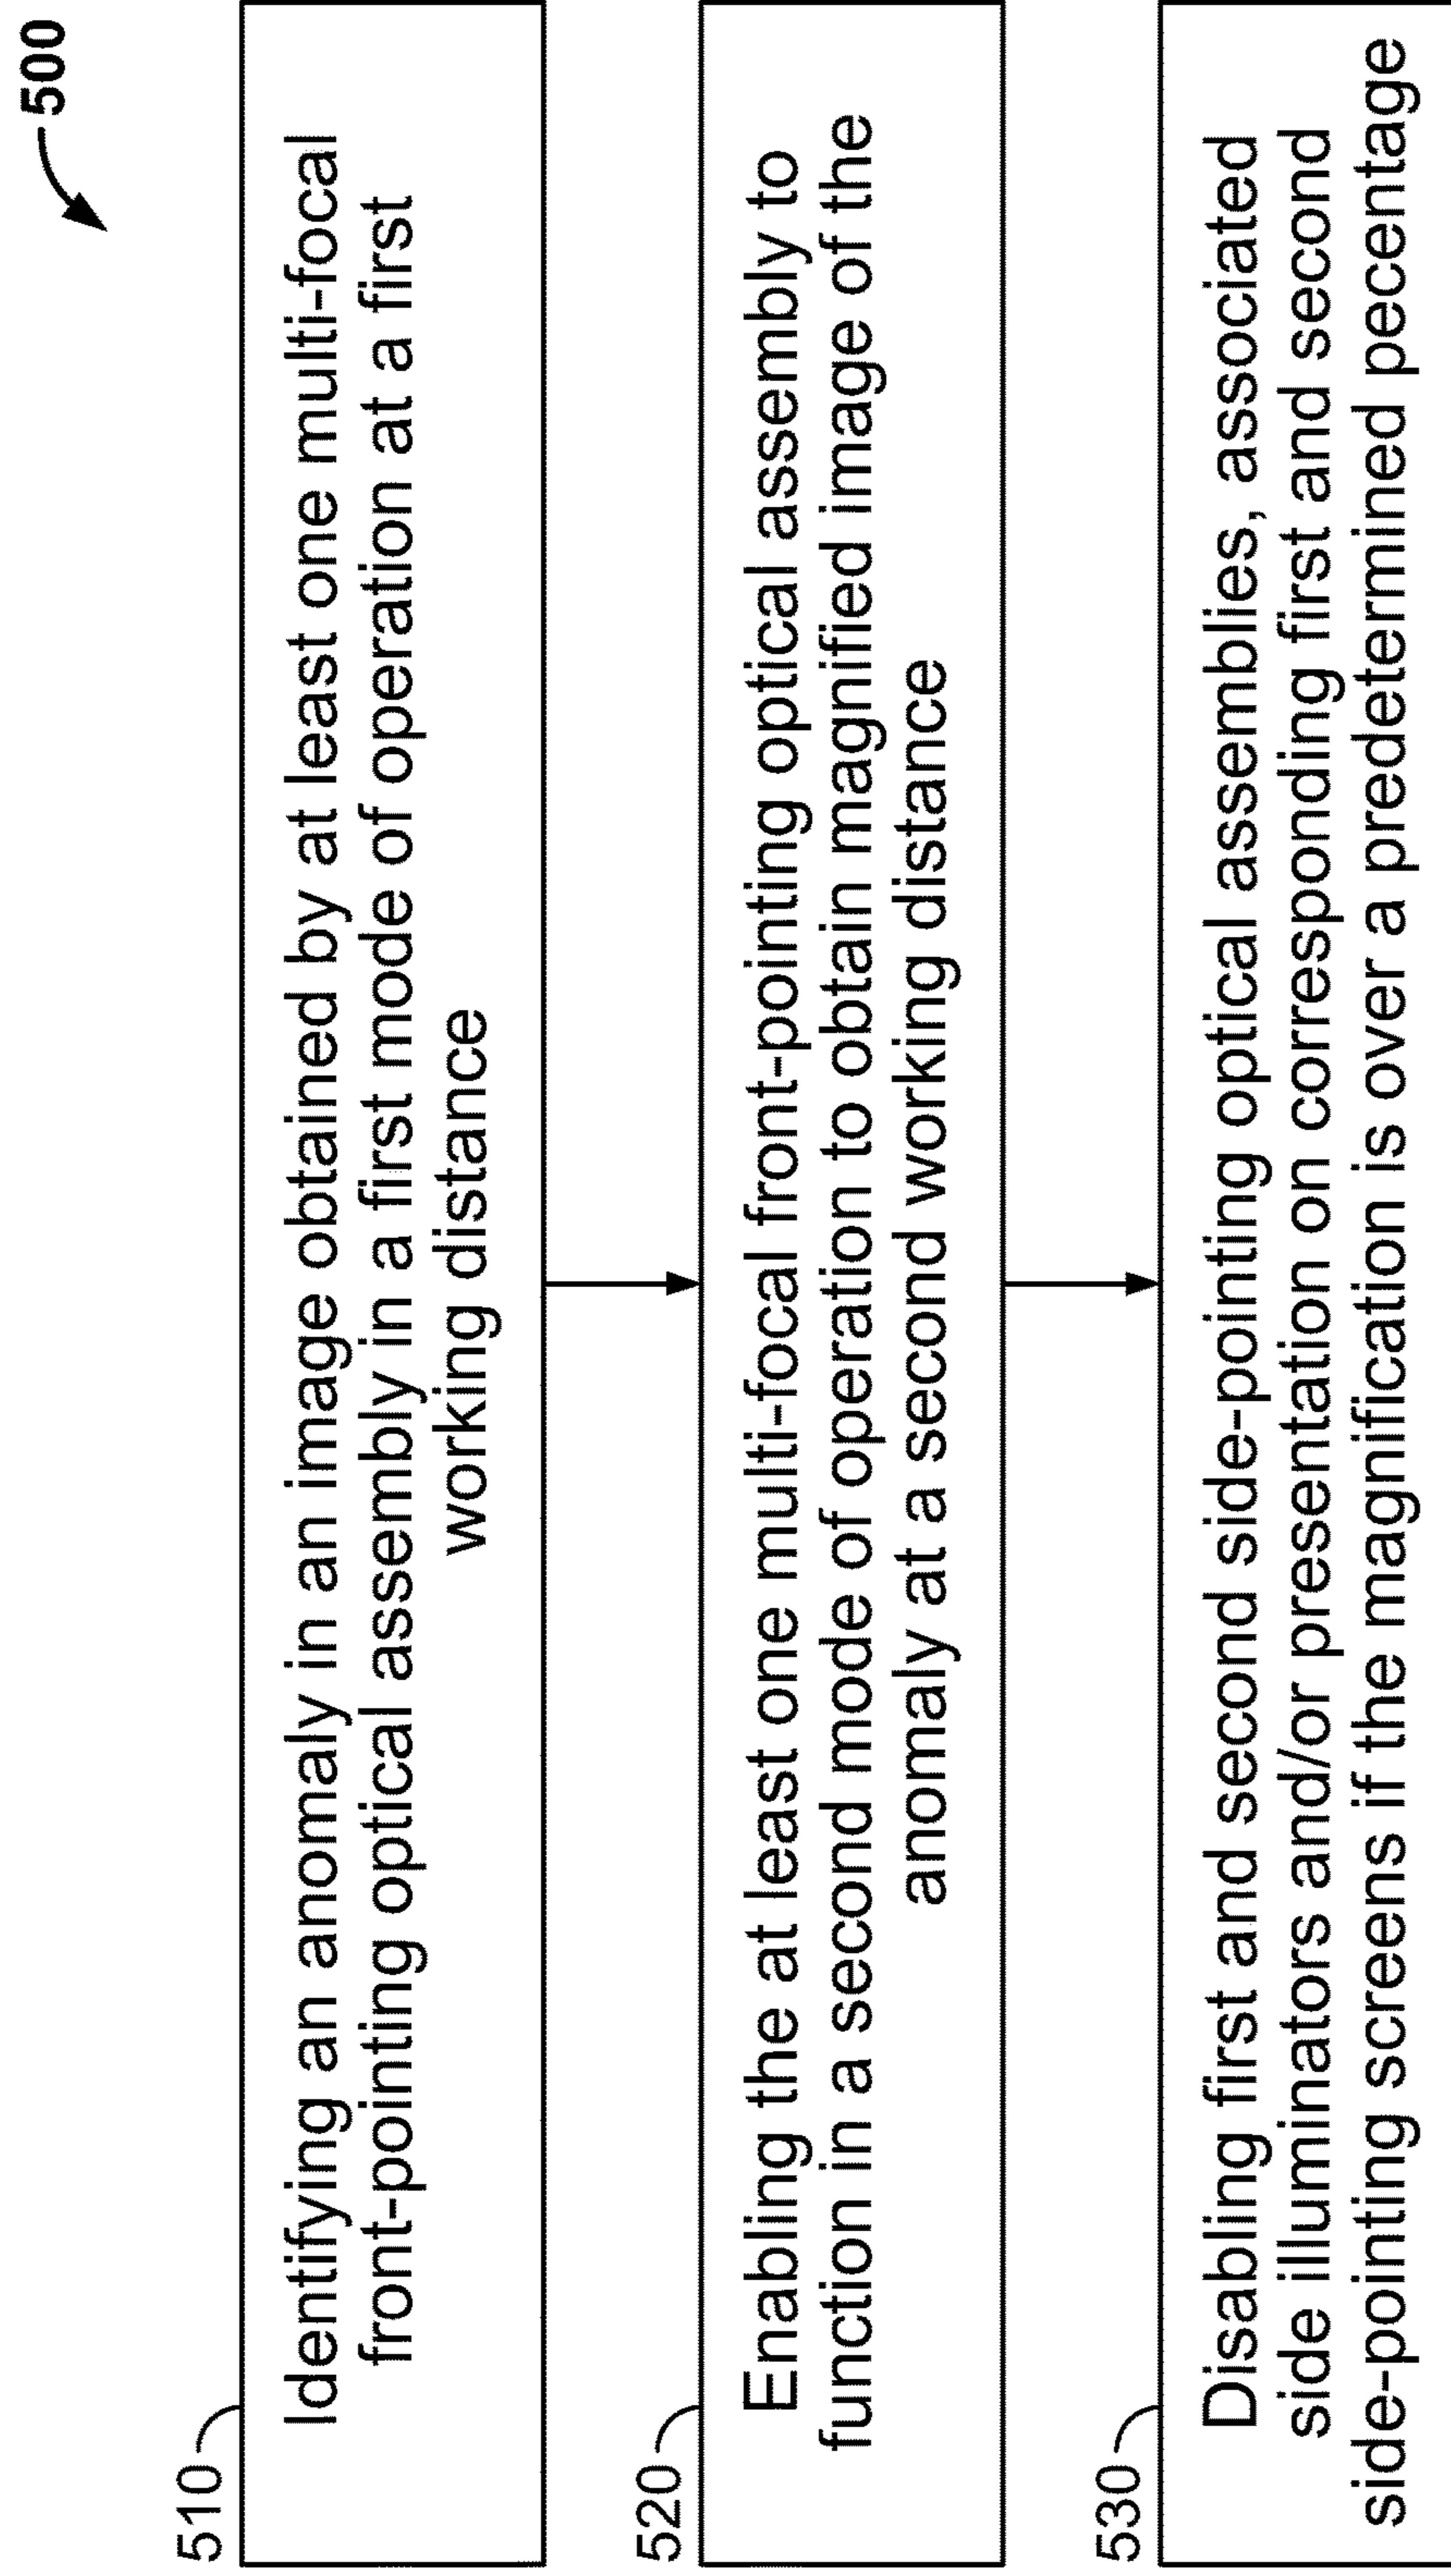 500
510
Identifying an anomaly in an image obtained by at least one multi-focal
front-pointing optical assembly in a first mode of operation at a first
working distance
520
Enabling the at least one multi-focal front-pointing optical assembly to
function in a second mode of operation to obtain magnified image of the
anomaly at a second working distance
530
Disabling first and second side-pointing optical assemblies, associated
side illuminators and/or presentation on corresponding first and second
side-pointing screens if the magnification is over a predetermined pecentage